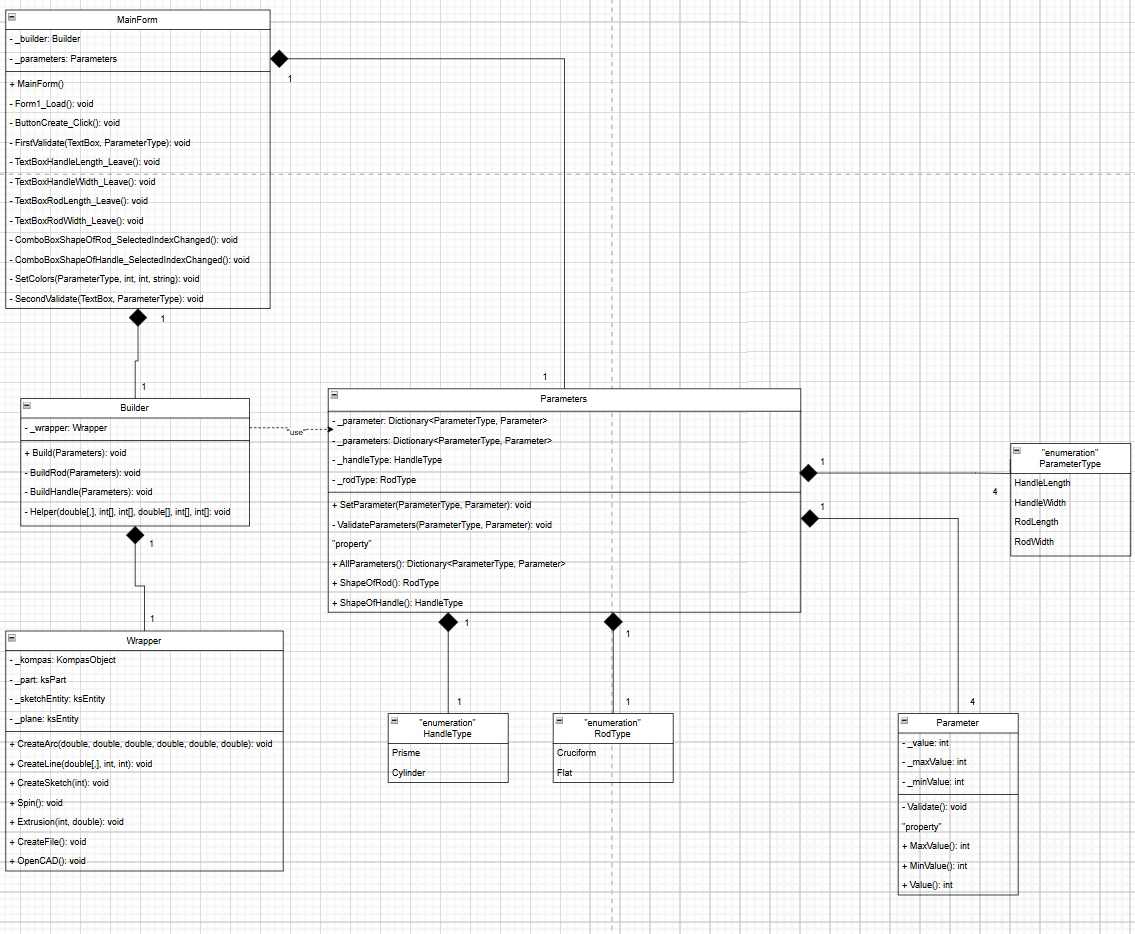 MainForm
- _builder: Builder
- _parameters: Parameters
+ MainForm()
- Form1_Load(): void
- ButtonCreate_Click(): void
- FirstValidate(TextBox, ParameterType): void
- TextBoxHandleLength_Leave(): void
- TextBoxHandleWidth_Leave(): void
- TextBoxRodLength_Leave(): void
- TextBoxRodWidth_Leave(): void
- ComboBoxShapeOfRod_SelectedIndexChanged(): void
- ComboBoxShapeOfHandle_SelectedIndexChanged(): void
- SetColors(ParameterType, int, int, string): void
- SecondValidate(TextBox, ParameterType): void
1
1
1
1
Builder
- _wrapper: Wrapper
+ Build(Parameters): void
- BuildRod(Parameters): void
- BuildHandle(Parameters): void
- Helper(double[,], int[], int[], double[], int[], int[]: void
"use"
1
1
Wrapper
- _kompas: KompasObject
- _part: ksPart
- _sketchEntity: ksEntity
- _plane: ksEntity
+ CreateArc(double, double, double, double, double, double): void
+ CreateLine(double[,], int, int): void
+ CreateSketch(int): void
+ Spin(): void
+ Extrusion(int, double): void
+ CreateFile(): void
+ OpenCAD(): void
Parameters
- _parameter: Dictionary<ParameterType, Parameter>
- _parameters: Dictionary<ParameterType, Parameter>
- _handleType: HandleType
- _rodType: RodType
+ SetParameter(ParameterType, Parameter): void
- ValidateParameters(ParameterType, Parameter): void
"property"
+ AllParameters(): Dictionary<ParameterType, Parameter>
+ ShapeOfRod(): RodType
+ ShapeOfHandle(): HandleType
1
4
1
4
1
1
1
1
"enumeration"
HandleType
Prisme
Cylinder
"enumeration"
RodType
Cruciform
Flat
"enumeration"
ParameterType
HandleLength
HandleWidth
RodLength
RodWidth
Parameter
- _value: int
- _maxValue: int
- _minValue: int
- Validate(): void
"property"
+ MaxValue(): int
+ MinValue(): int
+ Value(): int